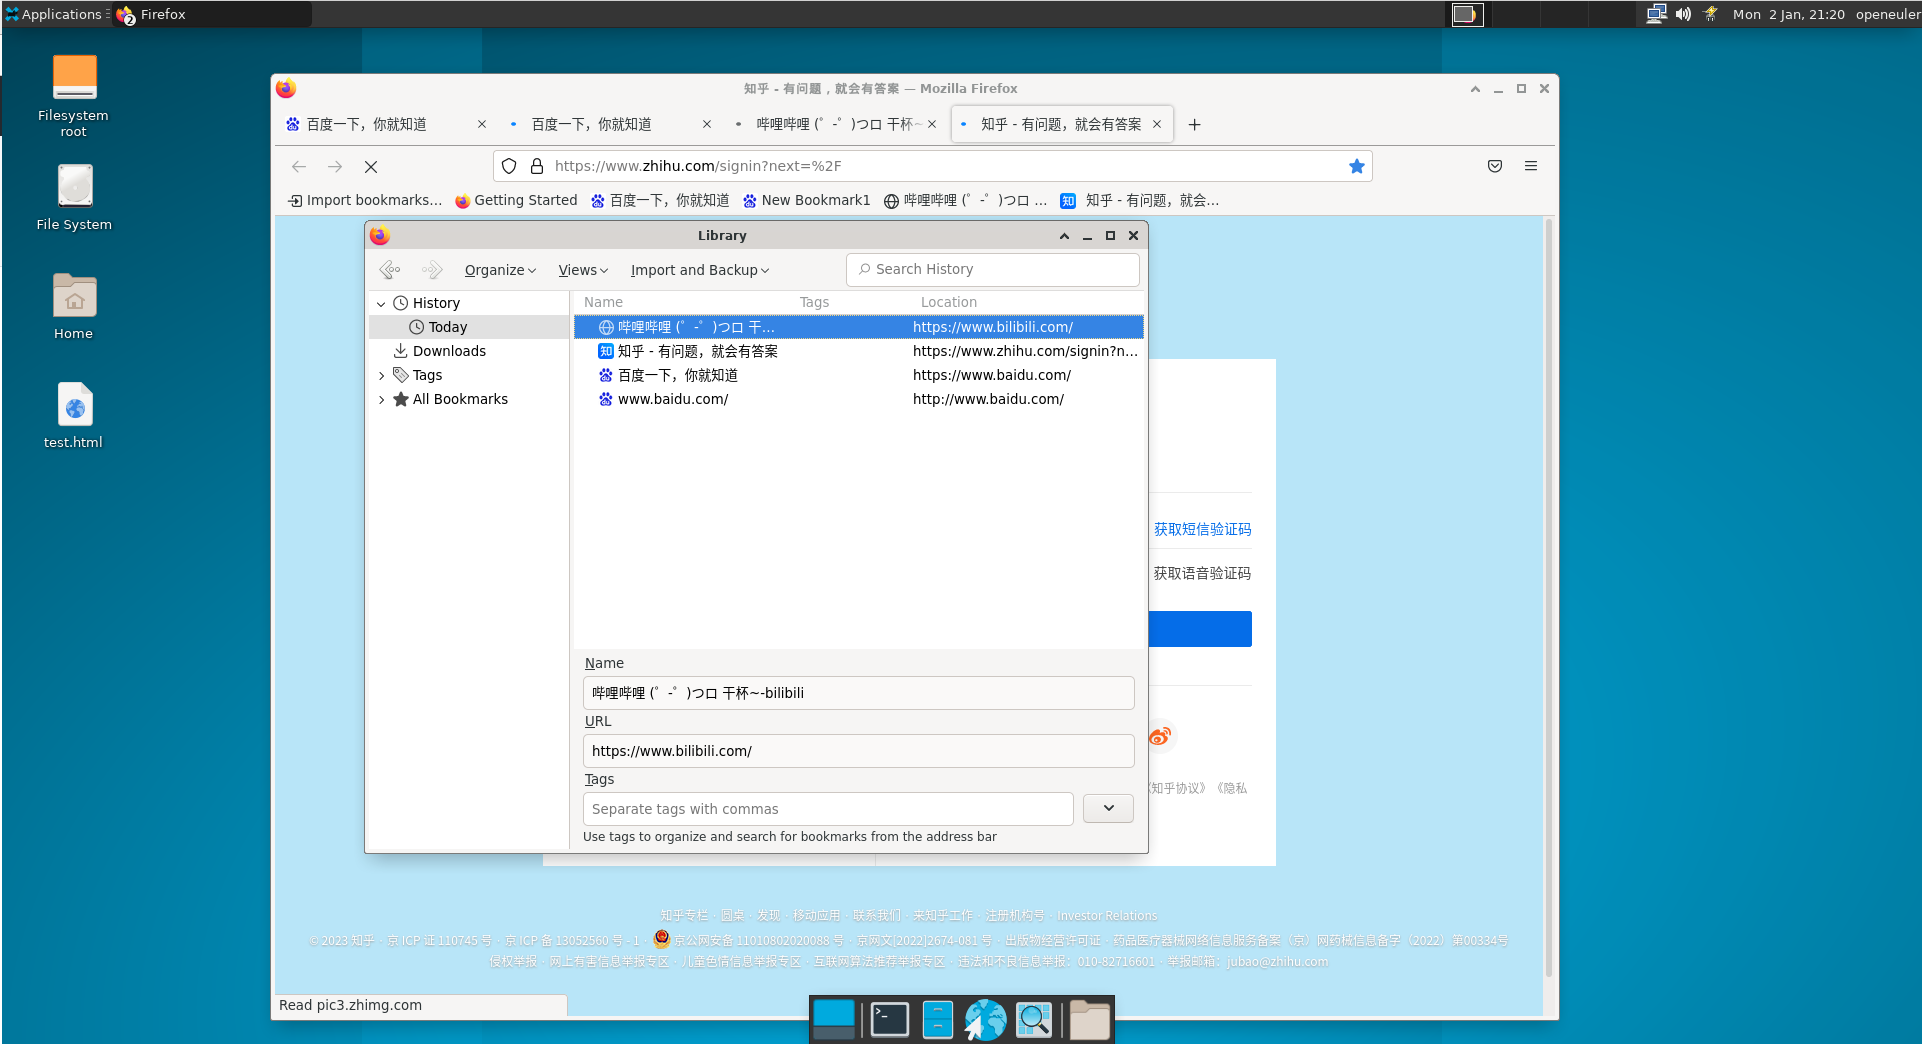 Applications
2 Firefox
Mon 2 Jan, 21:20 openeuler
Filesystem
root
File System
Home
test.html
知乎 - 有问题，就会有答案 — Mozilla Firefox
百度一下，你就知道
百度一下，你就知道
哔哩哔哩 (゜-゜)つロ 干杯~
知乎 - 有问题，就会有答案
https://www.zhihu.com/signin?next=%2F
Import bookmarks... Getting Started 百度一下，你就知道 New Bookmark1 哔哩哔哩 (゜-゜)つロ ... 知乎 - 有问题，就会...
Library
Organize Views Import and Backup Search History
History
Today
Downloads
Tags
All Bookmarks
Name Tags Location
哔哩哔哩 (゜-゜)つロ 干... https://www.bilibili.com/
知 知乎 - 有问题，就会有答案 https://www.zhihu.com/signin?n...
百度一下，你就知道 https://www.baidu.com/
www.baidu.com/ http://www.baidu.com/
Name
哔哩哔哩 (゜-゜)つロ 干杯~-bilibili
URL
https://www.bilibili.com/
Tags
Separate tags with commas
Use tags to organize and search for bookmarks from the address bar
获取短信验证码
获取语音验证码
《知乎协议》《隐私
知乎专栏 · 圆桌 · 发现 · 移动应用 · 联系我们 · 来知乎工作 · 注册机构号 · Investor Relations
© 2023 知乎 · 京 ICP 证 110745 号 · 京 ICP 备 13052560 号 - 1 · 京公网安备 11010802020088 号 · 京网文[2022]2674-081 号 · 出版物经营许可证 · 药品医疗器械网络信息服务备案（京）网药械信息备字（2022）第00334号
侵权举报 · 网上有害信息举报专区 · 儿童色情信息举报专区 · 互联网算法推荐举报专区 · 违法和不良信息举报：010-82716601 · 举报邮箱：jubao@zhihu.com
Read pic3.zhimg.com